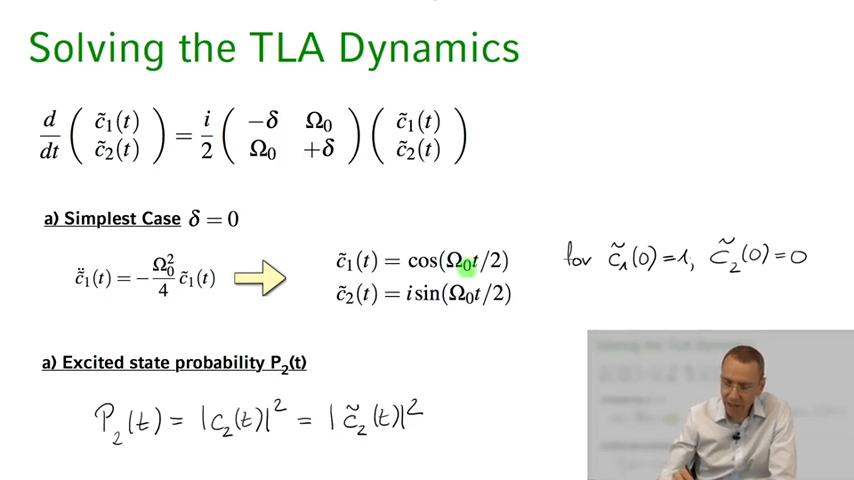 Solving the TLA Dynamics
d/dt ( c̃₁(t) c̃₂(t) ) = i/2 ( −δ Ω₀ Ω₀ +δ ) ( c̃₁(t) c̃₂(t) )
a) Simplest Case δ = 0
c̃̈₁(t) = − Ω₀²/4 c̃₁(t)
c̃₁(t) = cos(Ω₀t/2)
c̃₂(t) = i sin(Ω₀t/2)
for c̃₁(0)=1, c̃₂(0)=0
a) Excited state probability P₂(t)
P₂(t) = |c₂(t)|² = |c̃₂(t)|²